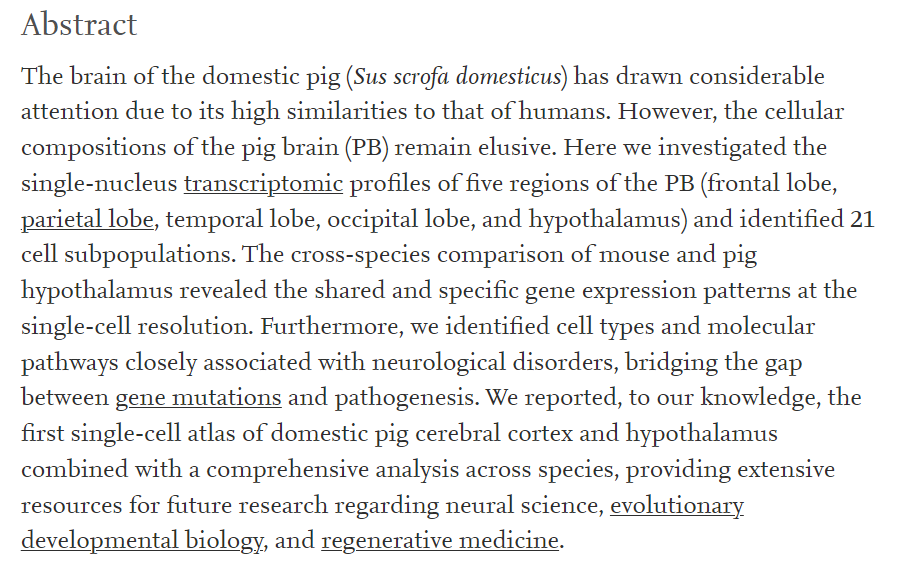 Abstract
The brain of the domestic pig (Sus scrofa domesticus) has drawn considerable
attention due to its high similarities to that of humans. However, the cellular
compositions of the pig brain (PB) remain elusive. Here we investigated the
single-nucleus transcriptomic profiles of five regions of the PB (frontal lobe,
parietal lobe, temporal lobe, occipital lobe, and hypothalamus) and identified 21
cell subpopulations. The cross-species comparison of mouse and pig
hypothalamus revealed the shared and specific gene expression patterns at the
single-cell resolution. Furthermore, we identified cell types and molecular
pathways closely associated with neurological disorders, bridging the gap
between gene mutations and pathogenesis. We reported, to our knowledge, the
first single-cell atlas of domestic pig cerebral cortex and hypothalamus
combined with a comprehensive analysis across species, providing extensive
resources for future research regarding neural science, evolutionary
developmental biology, and regenerative medicine.